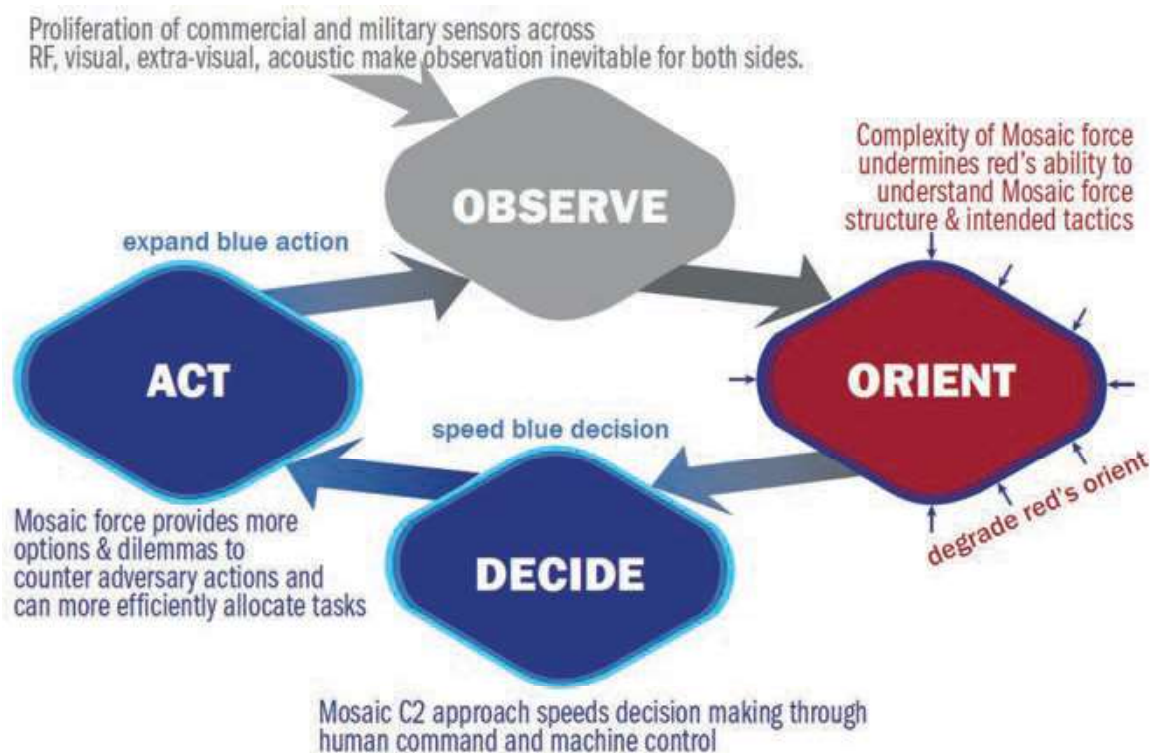 Proliferation of commercial and military sensors across
RF, visual, extra-visual, acoustic make observation inevitable for both sides.
OBSERVE
Complexity of Mosaic force
undermines red's ability to
understand Mosaic force
structure & intended tactics
expand blue action
ACT
ORIENT
speed blue decision
degrade red's orient
Mosaic force provides more
options & dilemmas to
counter adversary actions and
can more efficiently allocate tasks
DECIDE
Mosaic C2 approach speeds decision making through
human command and machine control